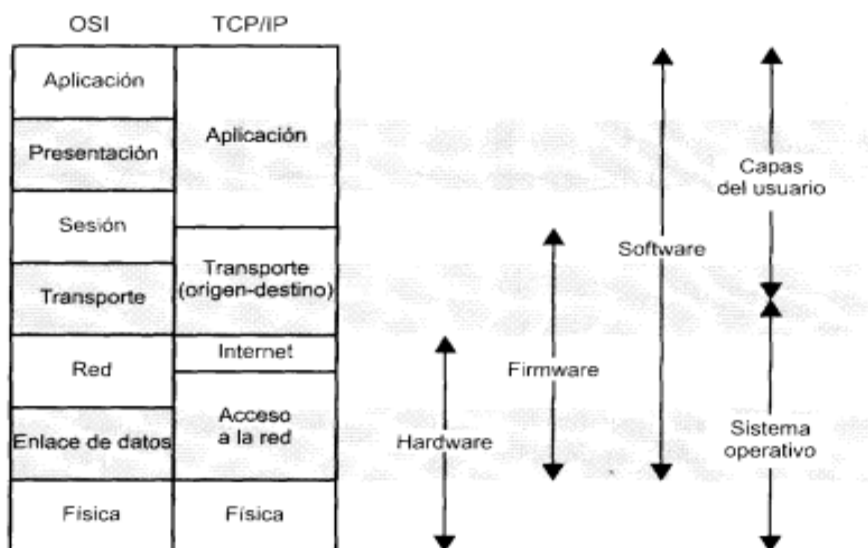 OSI
TCP/IP
Aplicación
Presentación
Sesión
Transporte
Red
Enlace de datos
Física
Aplicación
Transporte
(origen-destino)
Internet
Acceso
a la red
Física
Hardware
Firmware
Software
Capas
del usuario
Sistema
operativo